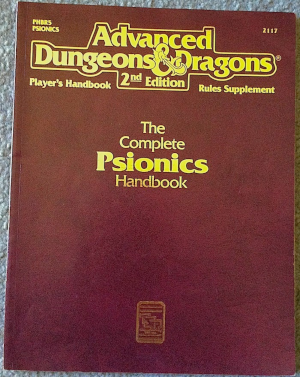 PHBR5
PSIONICS
2117
Advanced
Dungeons & Dragons®
Player's Handbook
2nd Edition
Rules Supplement
The
Complete
Psionics
Handbook